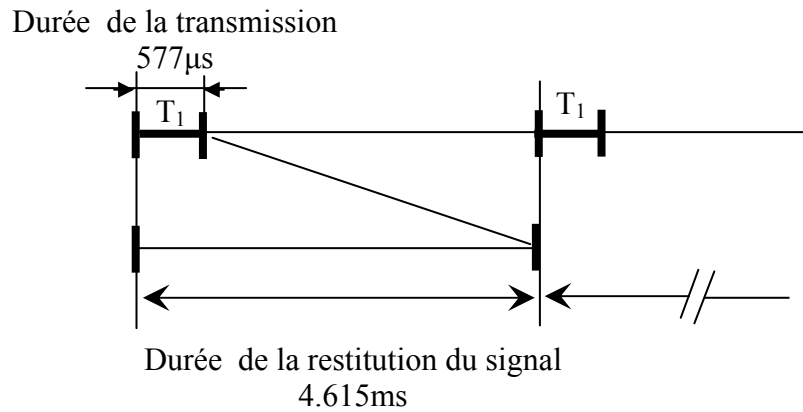 Durée de la transmission
577μs
T₁
T₁
Durée de la restitution du signal
4.615ms